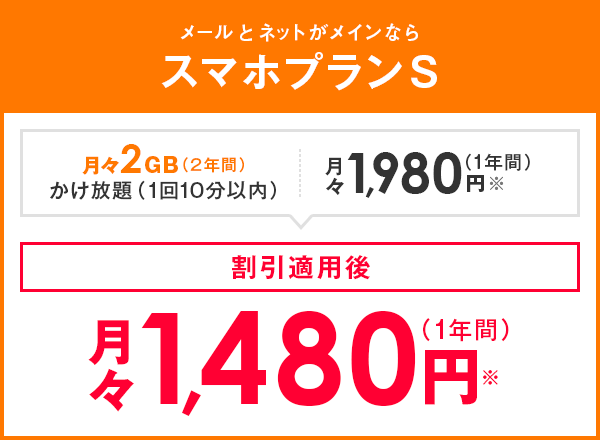 メールとネットがメインなら
スマホプランS
月々2GB（2年間）
かけ放題（1回10分以内）
月々1,980円※（1年間）
割引適用後
月々1,480円※（1年間）